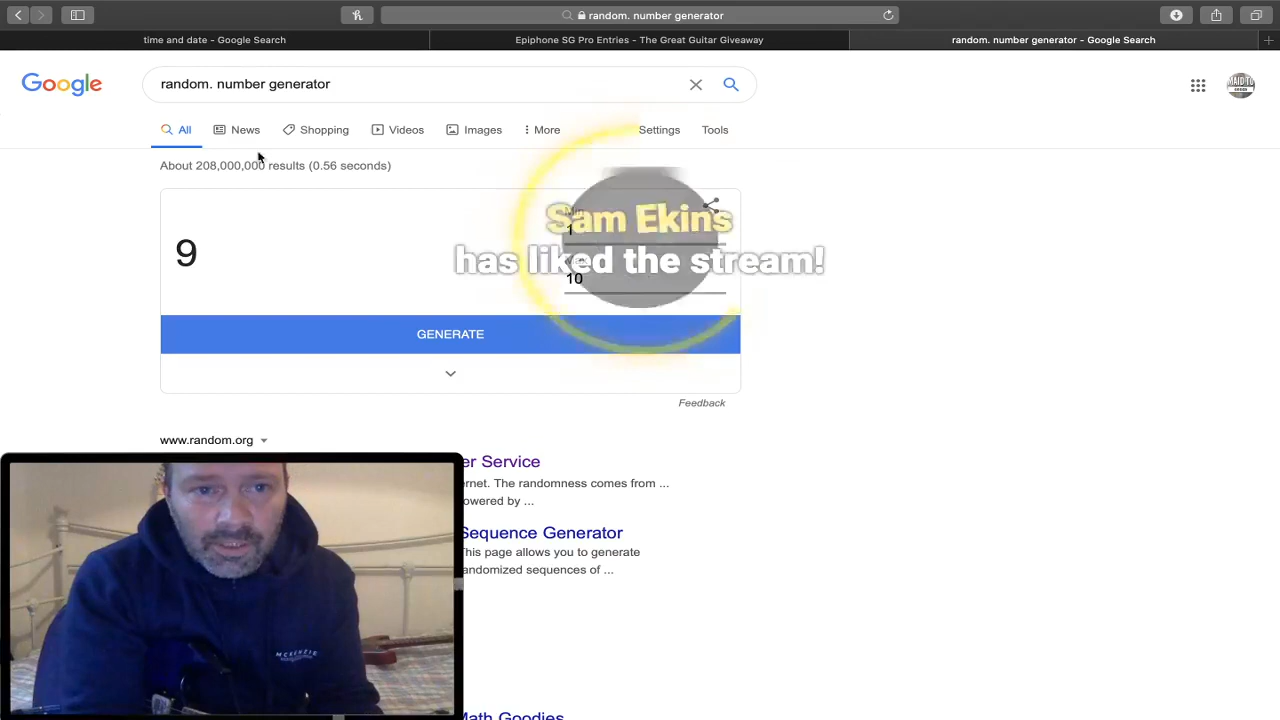 random. number generator
time and date - Google Search
Epiphone SG Pro Entries - The Great Guitar Giveaway
random. number generator - Google Search
Google
random. number generator
All
News
Shopping
Videos
Images
More
Settings
Tools
About 208,000,000 results (0.56 seconds)
Sam Ekins
has liked the stream!
9
1
10
GENERATE
Feedback
www.random.org
er Service
ernet. The randomness comes from ...
owered by ...
Sequence Generator
This page allows you to generate
andomized sequences of ...
Math Goodies
MCKENZIE